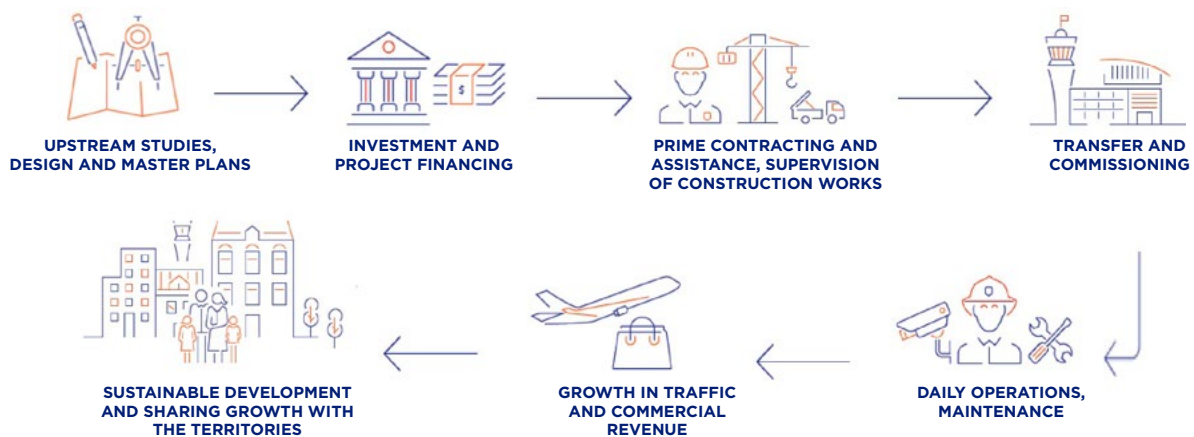 $
UPSTREAM STUDIES,
DESIGN AND MASTER PLANS
INVESTMENT AND
PROJECT FINANCING
PRIME CONTRACTING AND
ASSISTANCE, SUPERVISION
OF CONSTRUCTION WORKS
TRANSFER AND
COMMISSIONING
DAILY OPERATIONS,
MAINTENANCE
GROWTH IN TRAFFIC
AND COMMERCIAL
REVENUE
SUSTAINABLE DEVELOPMENT
AND SHARING GROWTH WITH
THE TERRITORIES